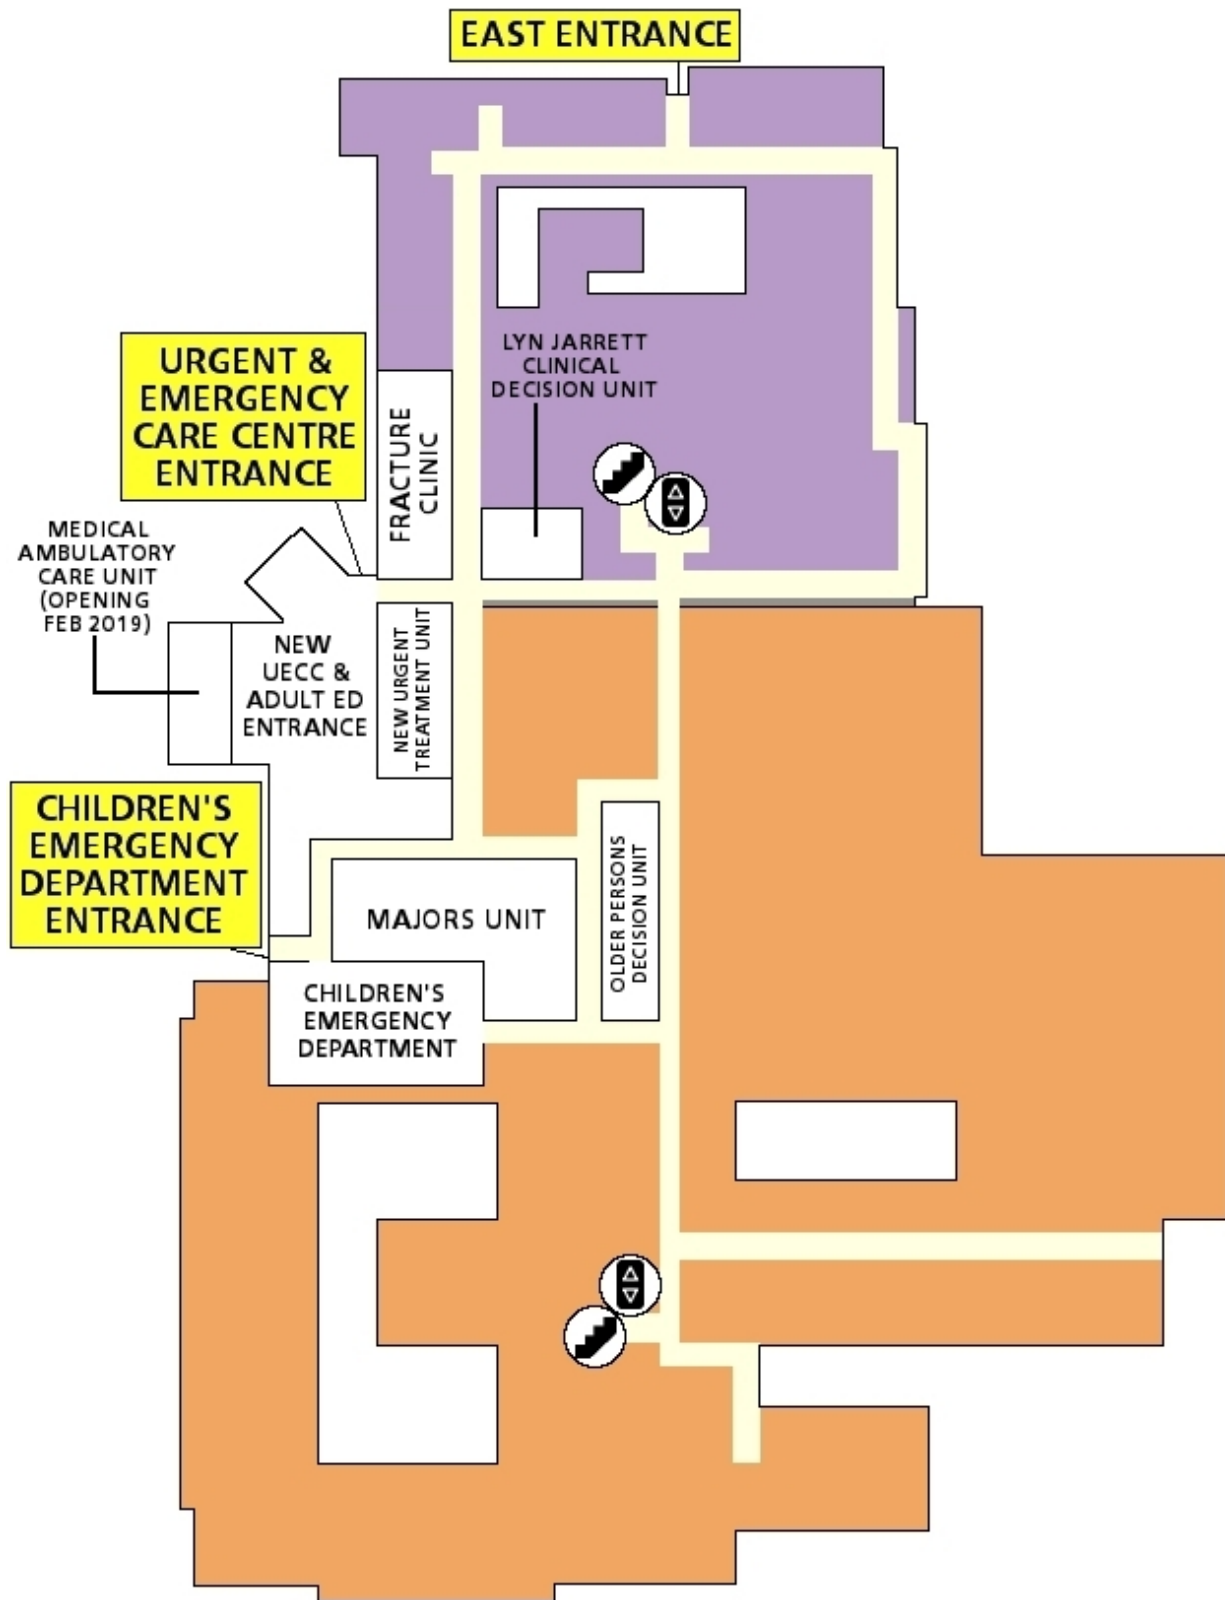 EAST ENTRANCE
LYN JARRETT
CLINICAL
DECISION UNIT
URGENT &
EMERGENCY
CARE CENTRE
ENTRANCE
FRACTURE
CLINIC
MEDICAL
AMBULATORY
CARE UNIT
(OPENING
FEB 2019)
NEW
UECC &
ADULT ED
ENTRANCE
NEW URGENT
TREATMENT UNIT
CHILDREN'S
EMERGENCY
DEPARTMENT
ENTRANCE
MAJORS UNIT
OLDER PERSONS
DECISION UNIT
CHILDREN'S
EMERGENCY
DEPARTMENT